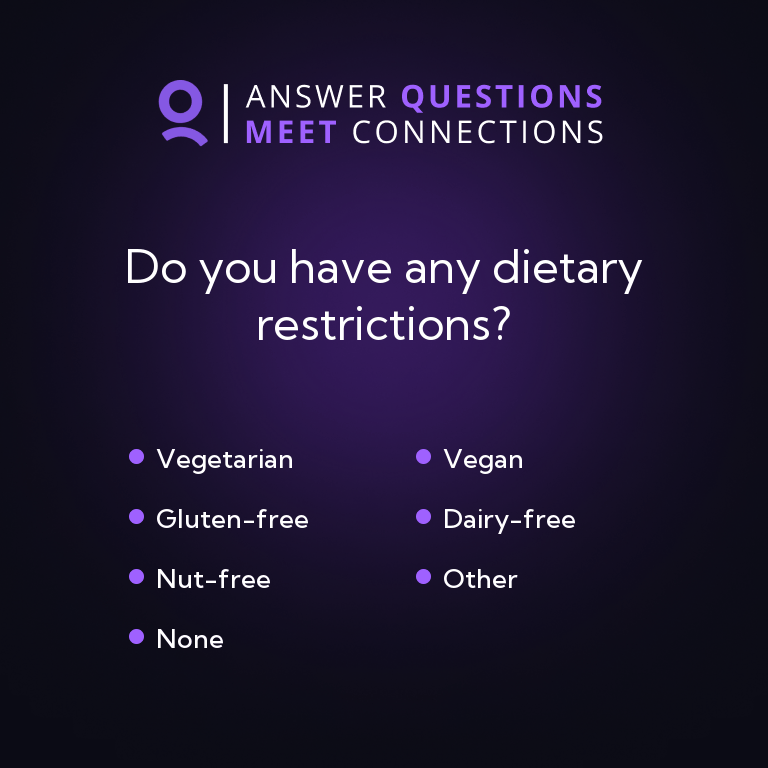 ANSWER QUESTIONS
MEET CONNECTIONS
Do you have any dietary
restrictions?
Vegetarian
Vegan
Gluten-free
Dairy-free
Nut-free
Other
None